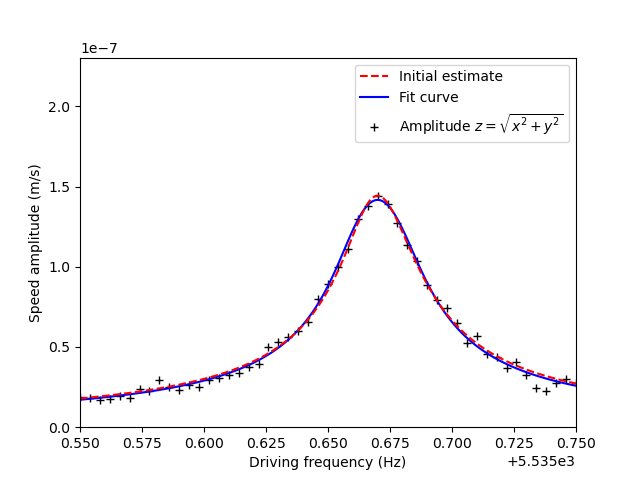 1e−7
2.0
1.5
1.0
0.5
0.0
Speed amplitude (m/s)
Initial estimate
Fit curve
Amplitude z = √x² + y²
0.550 0.575 0.600 0.625 0.650 0.675 0.700 0.725 0.750
+5.535e3
Driving frequency (Hz)